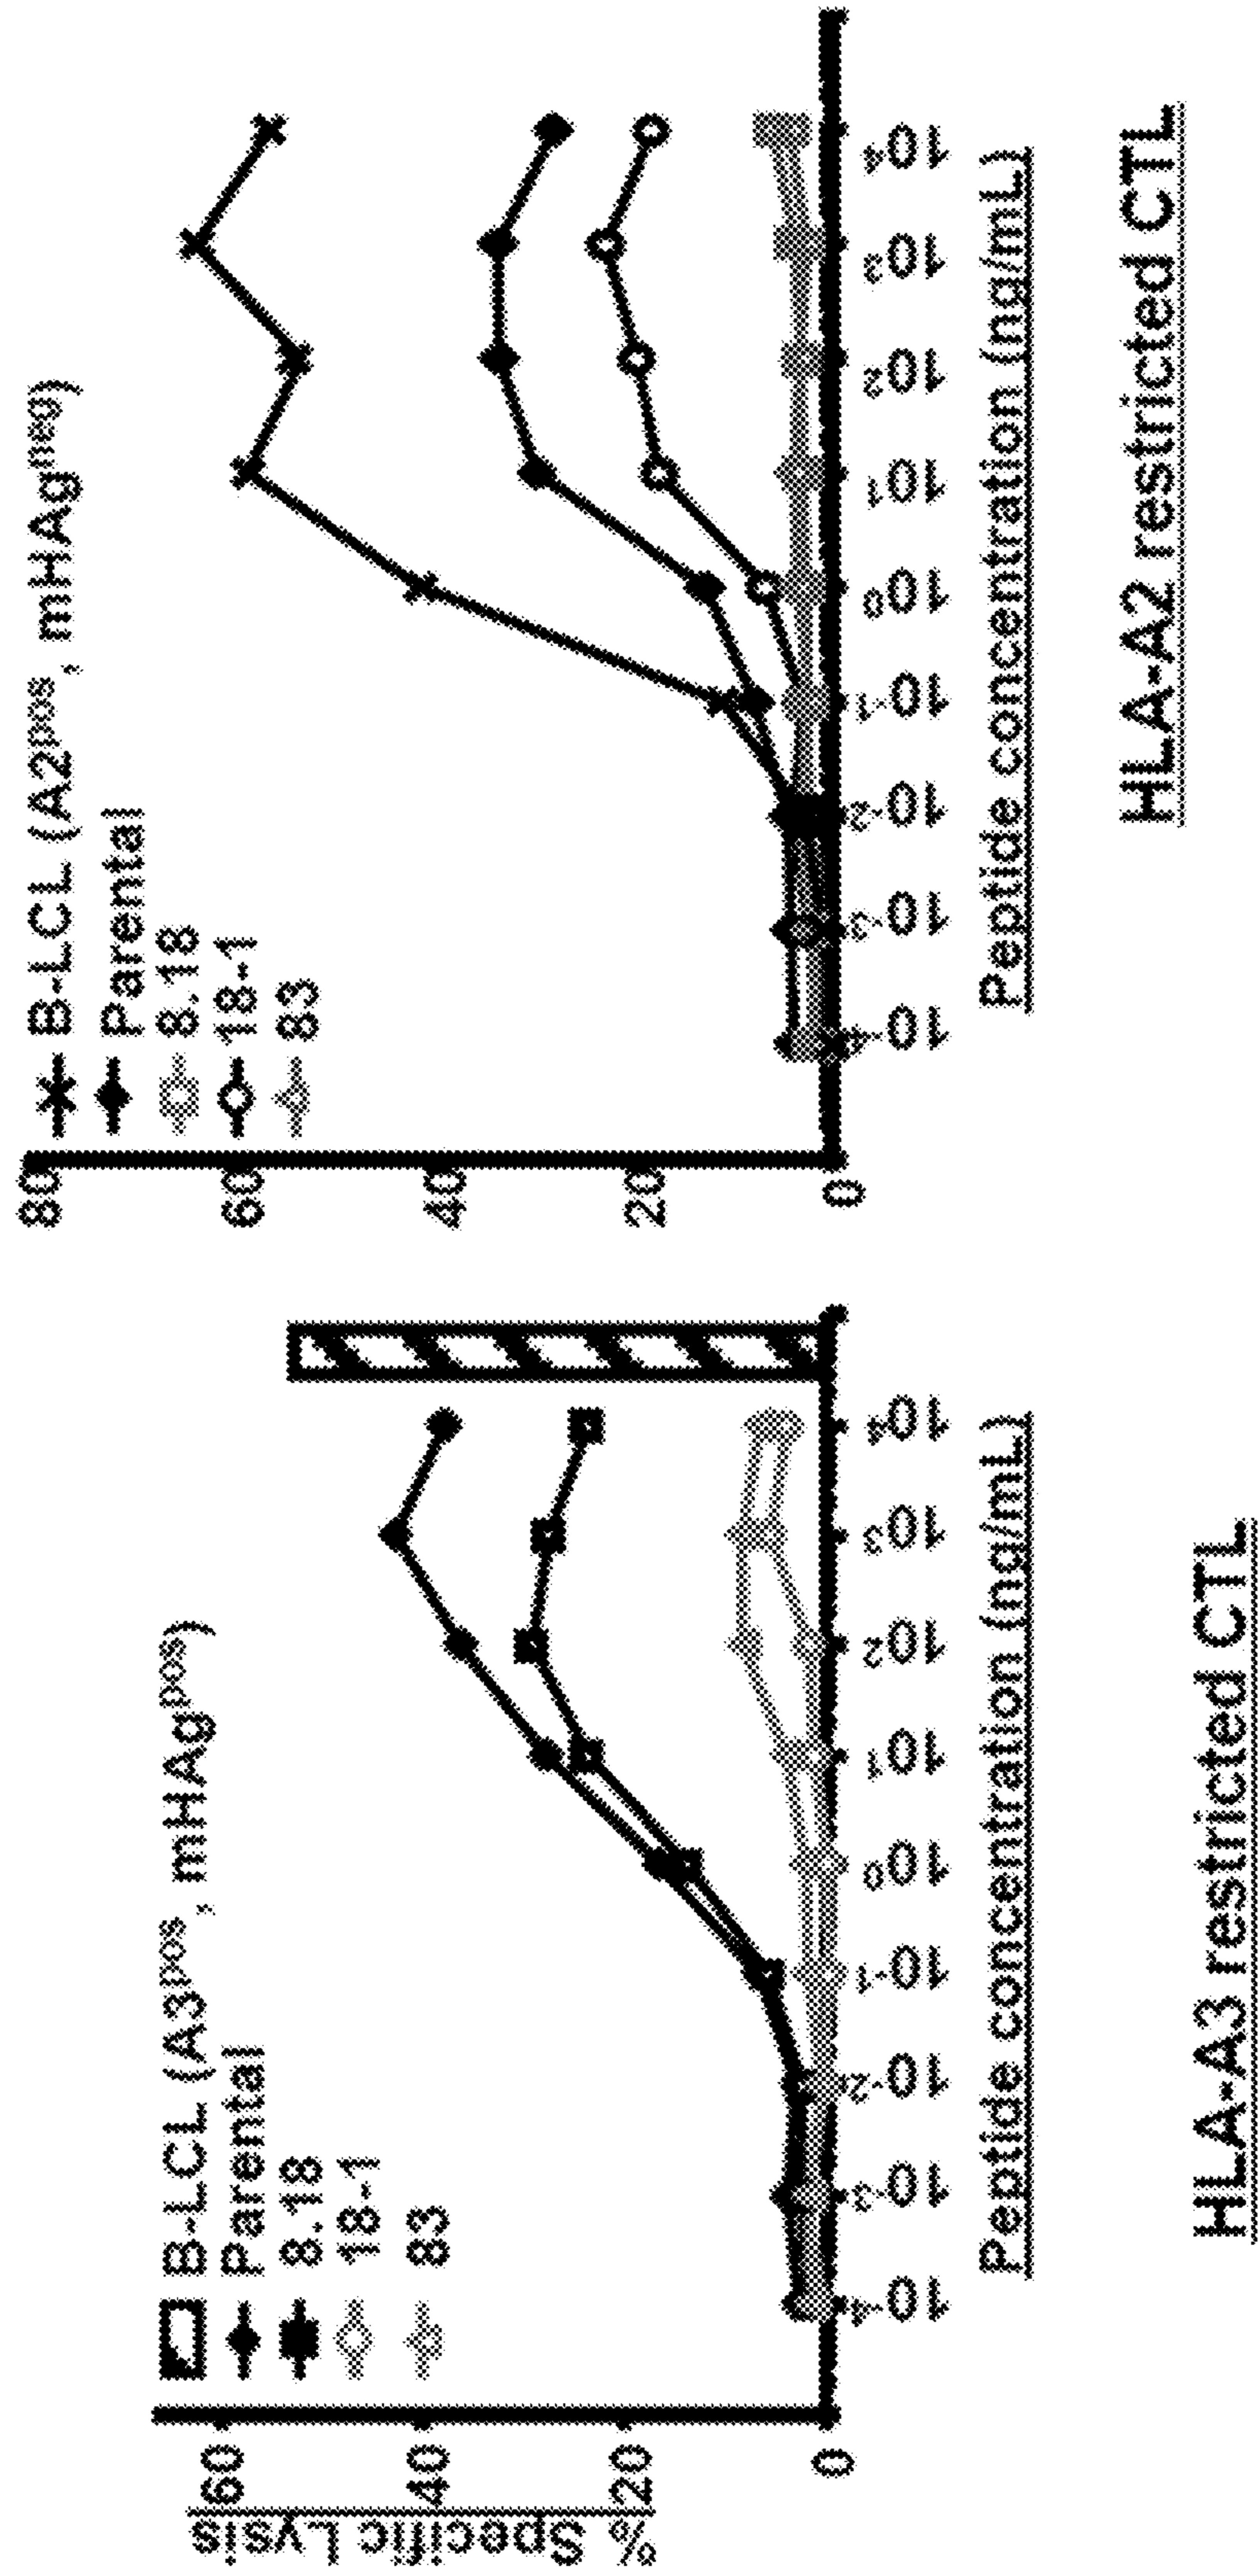 B-LCL (A3pos, mHAgpos)
Parental
8.18
18-1
83
% Specific Lysis
60
40
20
0
10-4 10-3 10-2 10-1 100 101 102 103 104
Peptide concentration (ng/mL)
HLA-A3 restricted CTL
B-LCL (A2pos, mHAgneg)
Parental
8.18
18-1
83
80
60
40
20
0
10-4 10-3 10-2 10-1 100 101 102 103 104
Peptide concentration (ng/mL)
HLA-A2 restricted CTL